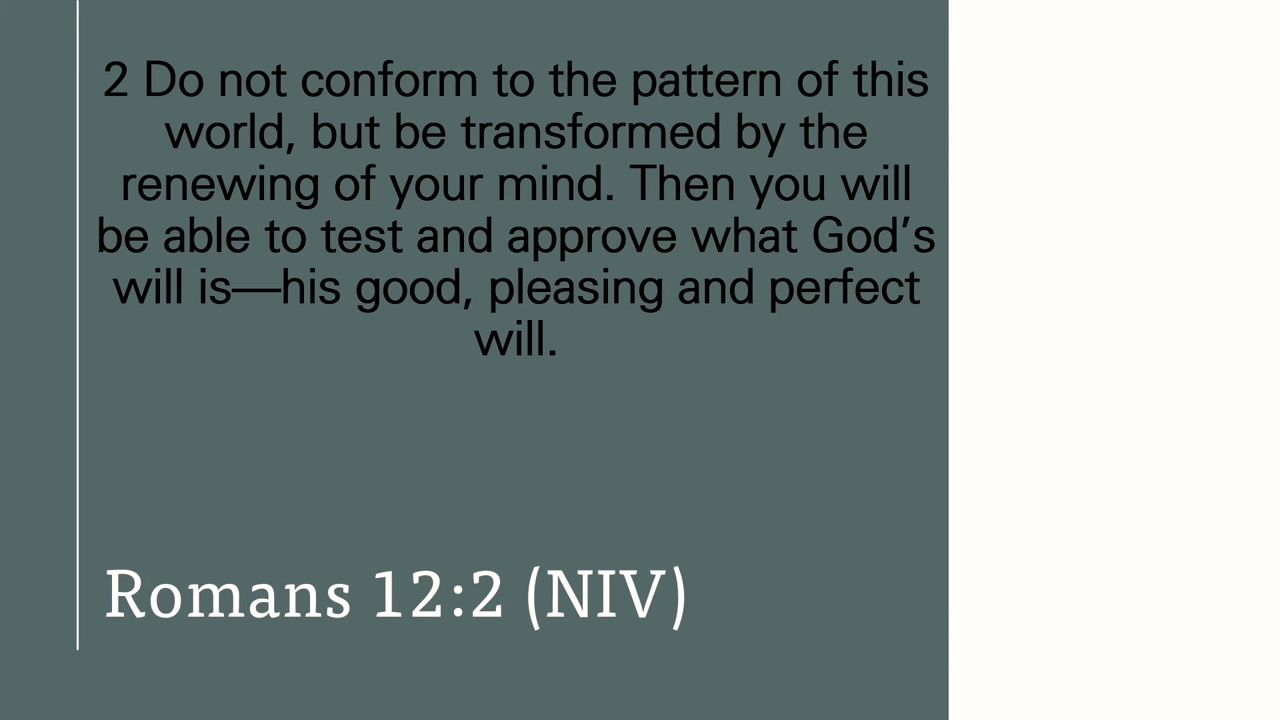 2 Do not conform to the pattern of this
world, but be transformed by the
renewing of your mind. Then you will
be able to test and approve what God’s
will is—his good, pleasing and perfect
will.
Romans 12:2 (NIV)